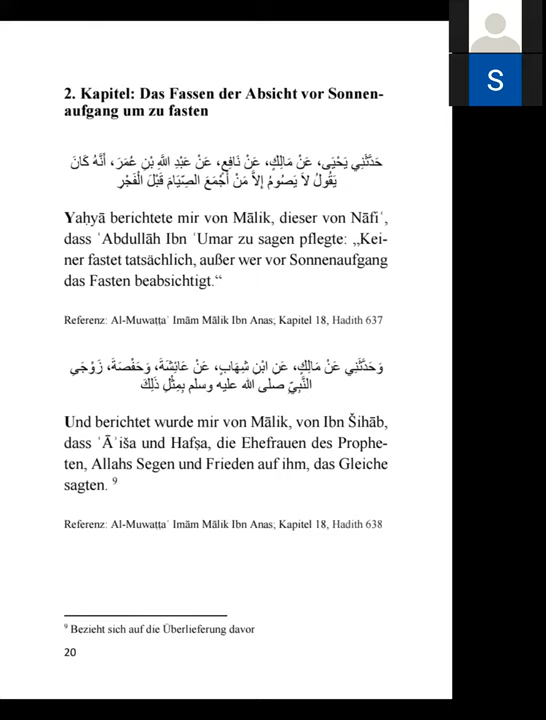 2. Kapitel: Das Fassen der Absicht vor Sonnen-
aufgang um zu fasten
حَدَّثَنِي يَحْيَى، عَنْ مَالِكٍ، عَنْ نَافِعٍ، عَنْ عَبْدِ اللَّهِ بْنِ عُمَرَ، أَنَّهُ كَانَ
يَقُولُ لاَ يَصُومُ إِلاَّ مَنْ أَجْمَعَ الصِّيَامَ قَبْلَ الْفَجْرِ
Yaḥyā berichtete mir von Mālik, dieser von Nāfiʿ,
dass ʿAbdullāh Ibn ʿUmar zu sagen pflegte: „Kei-
ner fastet tatsächlich, außer wer vor Sonnenaufgang
das Fasten beabsichtigt.“
Referenz: Al-Muwaṭṭaʾ Imām Mālik Ibn Anas; Kapitel 18, Hadith 637
وَحَدَّثَنِي عَنْ مَالِكٍ، عَنِ ابْنِ شِهَابٍ، عَنْ عَائِشَةَ، وَحَفْصَةَ، زَوْجَىِ
النَّبِيِّ صلى الله عليه وسلم بِمِثْلِ ذَلِكَ
Und berichtet wurde mir von Mālik, von Ibn Šihāb,
dass ʿĀʾiša und Hafṣa, die Ehefrauen des Prophe-
ten, Allahs Segen und Frieden auf ihm, das Gleiche
sagten. ⁹
Referenz: Al-Muwaṭṭaʾ Imām Mālik Ibn Anas; Kapitel 18, Hadith 638
⁹ Bezieht sich auf die Überlieferung davor
20
S